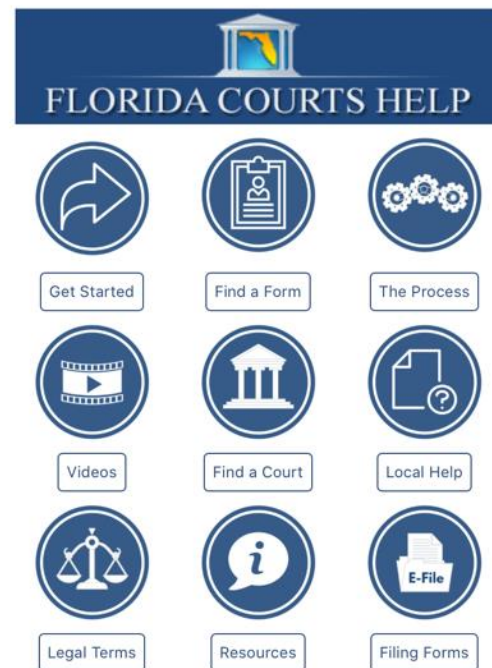 FLORIDA COURTS HELP
Get Started
Find a Form
The Process
Videos
Find a Court
Local Help
E-File
Legal Terms
Resources
Filing Forms